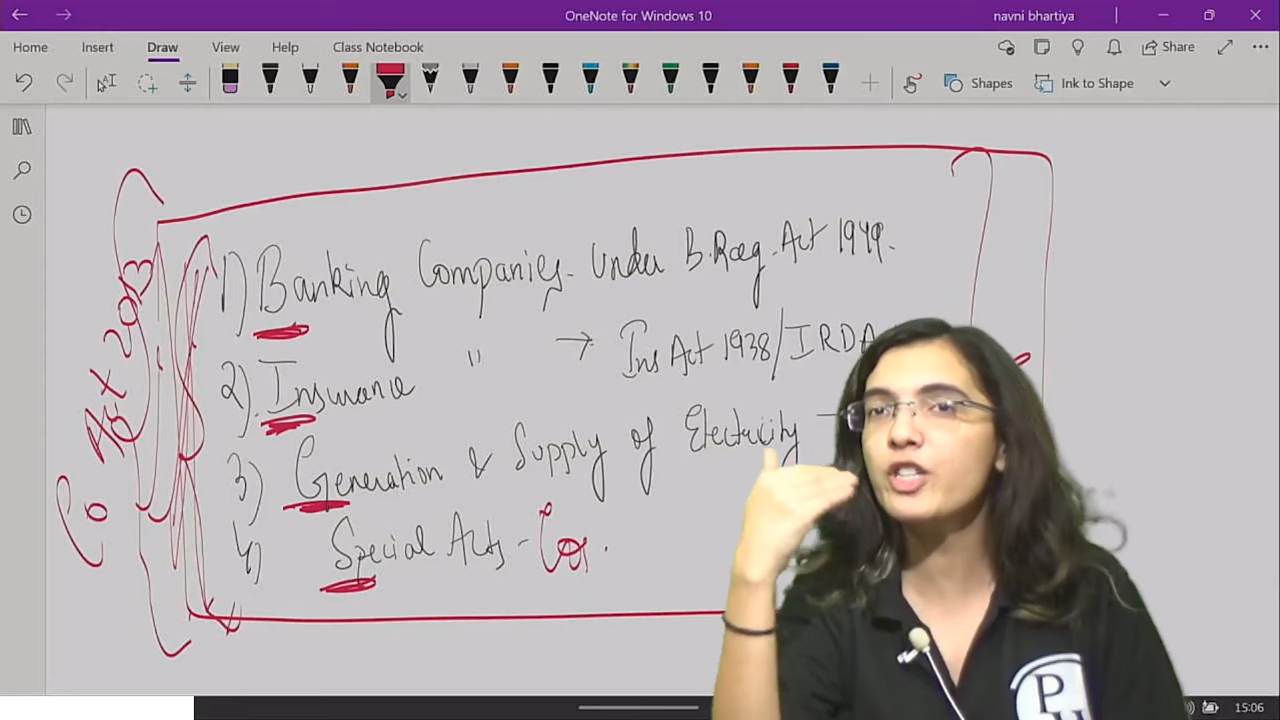 OneNote for Windows 10
navni bhartiya
Home Insert Draw View Help Class Notebook
Share
Shapes Ink to Shape
1) Banking Companies. Under B. Reg. Act 1949.
2). Insurance " → Ins Act 1938/IRDA
3) Generation & Supply of Electricity -
4) Special Acts - Cos.
Co Act 2013
P
15:06